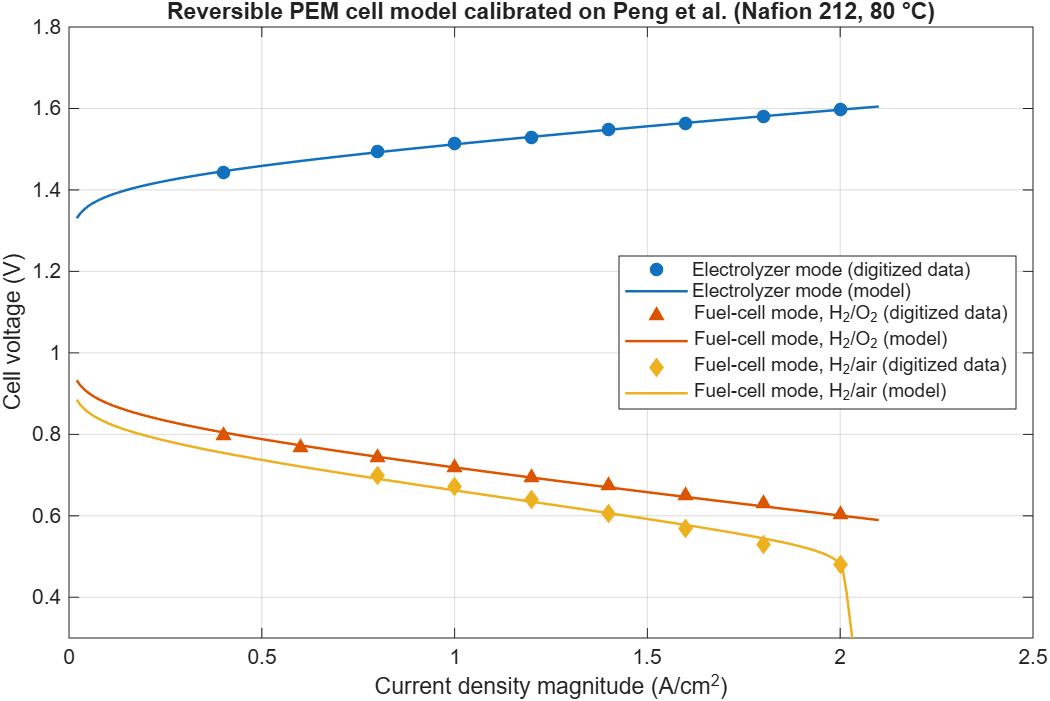 Reversible PEM cell model calibrated on Peng et al. (Nafion 212, 80 °C)
1.8
1.6
1.4
1.2
1
0.8
0.6
0.4
Cell voltage (V)
Electrolyzer mode (digitized data)
Electrolyzer mode (model)
Fuel-cell mode, H₂/O₂ (digitized data)
Fuel-cell mode, H₂/O₂ (model)
Fuel-cell mode, H₂/air (digitized data)
Fuel-cell mode, H₂/air (model)
0 0.5 1 1.5 2 2.5
Current density magnitude (A/cm²)